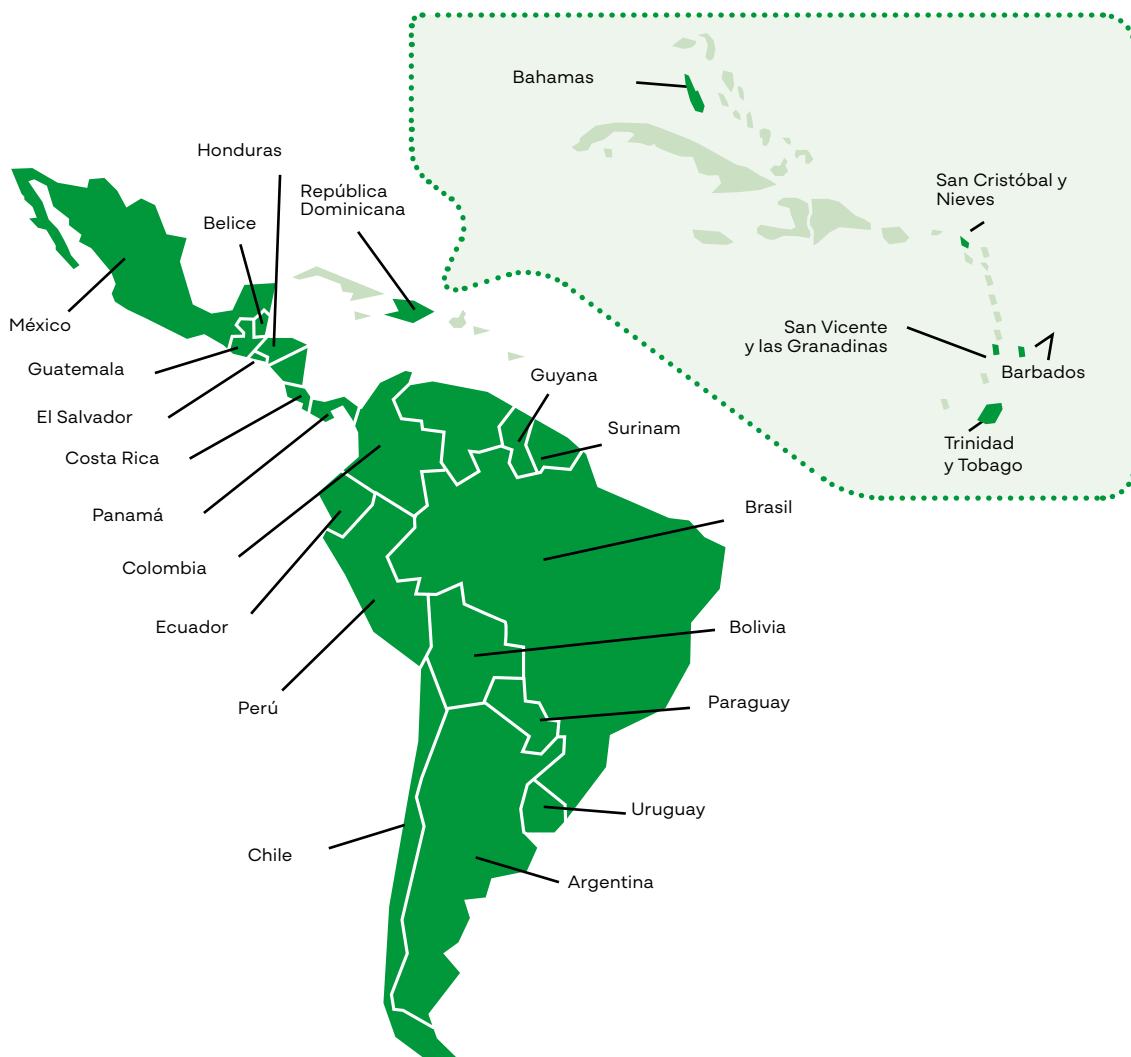 Bahamas
Honduras
República
Dominicana
San Cristóbal y
Nieves
Belice
México
San Vicente
y las Granadinas
Guatemala
Barbados
Guyana
El Salvador
Surinam
Costa Rica
Trinidad
y Tobago
Panamá
Brasil
Colombia
Ecuador
Bolivia
Perú
Paraguay
Uruguay
Chile
Argentina